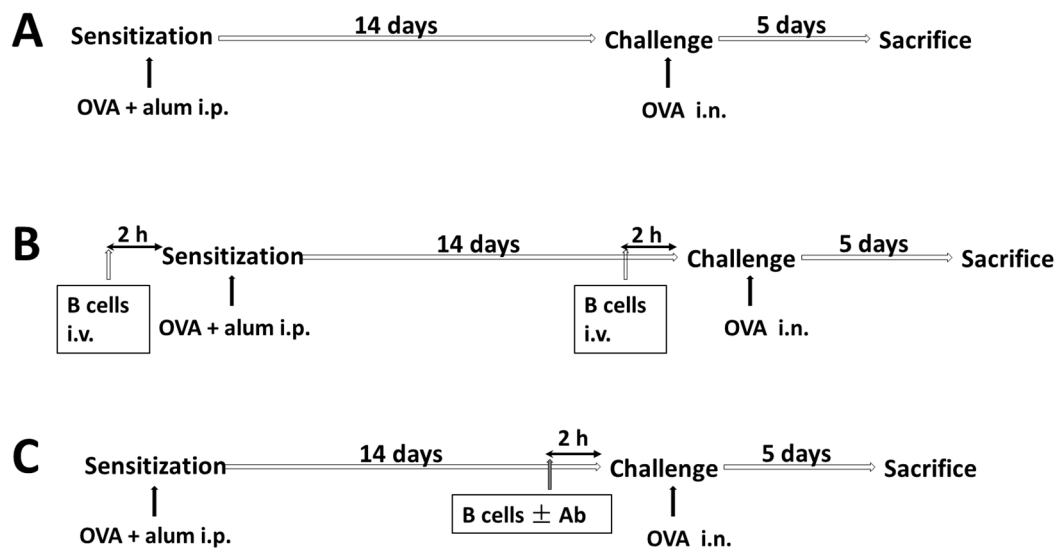 A
14 days
5 days
Sensitization
Challenge
Sacrifice
OVA + alum i.p.
OVA i.n.
B
2 h
14 days
2 h
5 days
Sensitization
Challenge
Sacrifice
B cells
i.v.
OVA + alum i.p.
B cells
i.v.
OVA i.n.
C
14 days
2 h
5 days
Sensitization
Challenge
Sacrifice
B cells ± Ab
OVA + alum i.p.
OVA i.n.